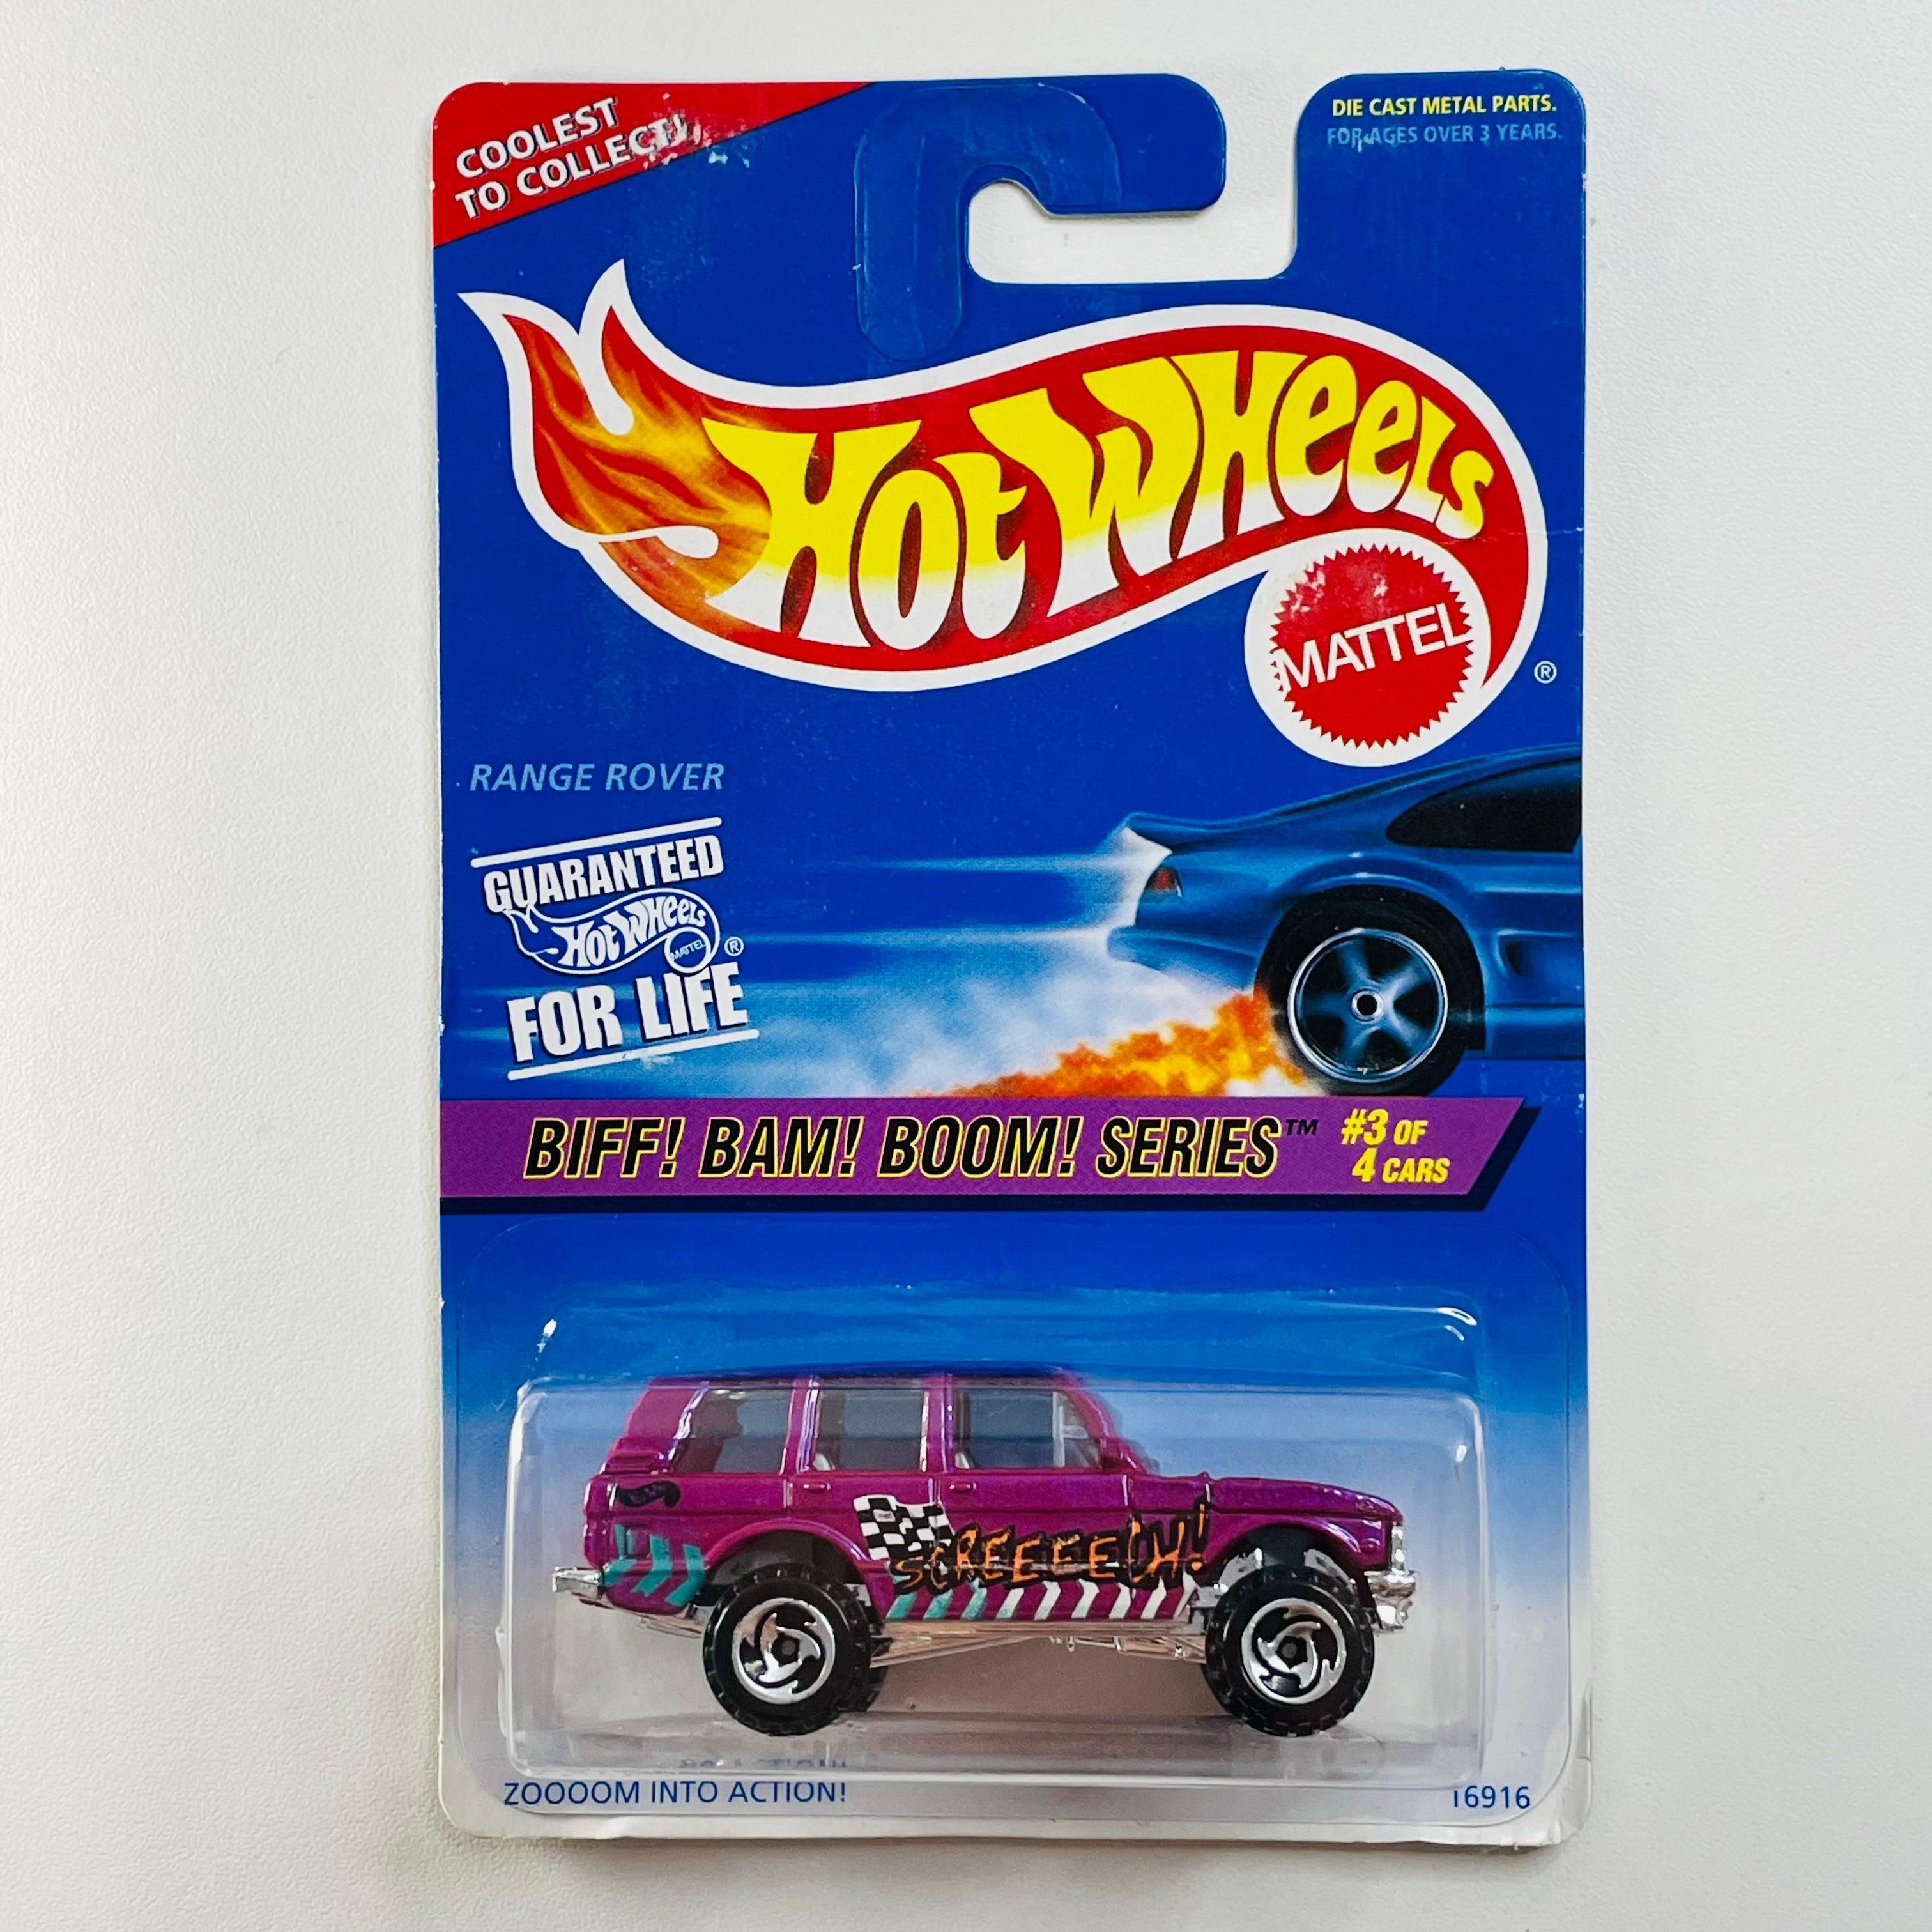 COOLEST
TO COLLECT!
DIE CAST METAL PARTS.
FOR AGES OVER 3 YEARS.
HOT WHEELS
MATTEL
®
RANGE ROVER
GUARANTEED
HOT WHEELS
MATTEL ®
FOR LIFE
BIFF! BAM! BOOM! SERIES™ #3 OF
4 CARS
SCREEEECH!
ZOOOOM INTO ACTION!
16916